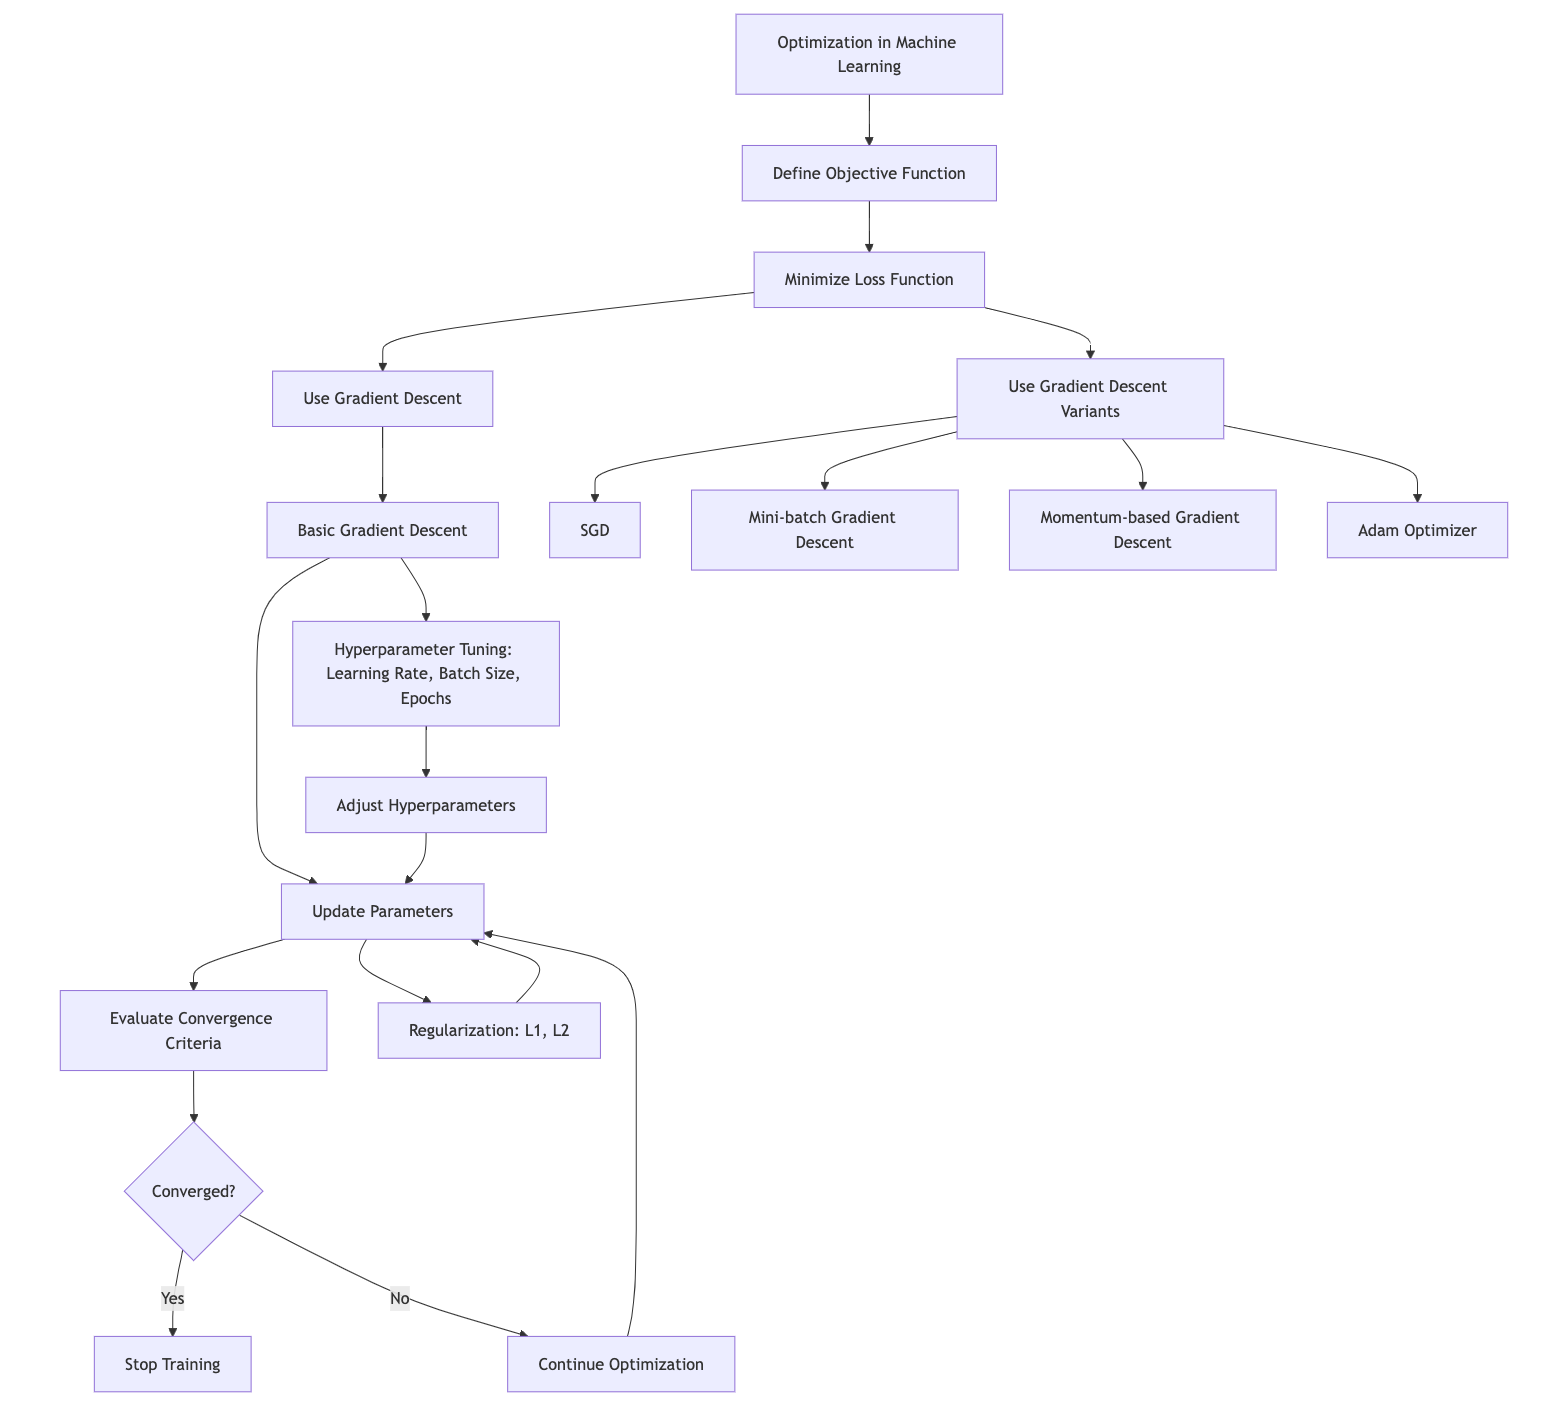 Optimization in Machine
Learning
Define Objective Function
Minimize Loss Function
Use Gradient Descent
Use Gradient Descent
Variants
Basic Gradient Descent
SGD
Mini-batch Gradient
Descent
Momentum-based Gradient
Descent
Adam Optimizer
Hyperparameter Tuning:
Learning Rate, Batch Size,
Epochs
Adjust Hyperparameters
Update Parameters
Evaluate Convergence
Criteria
Regularization: L1, L2
Converged?
Yes
No
Stop Training
Continue Optimization